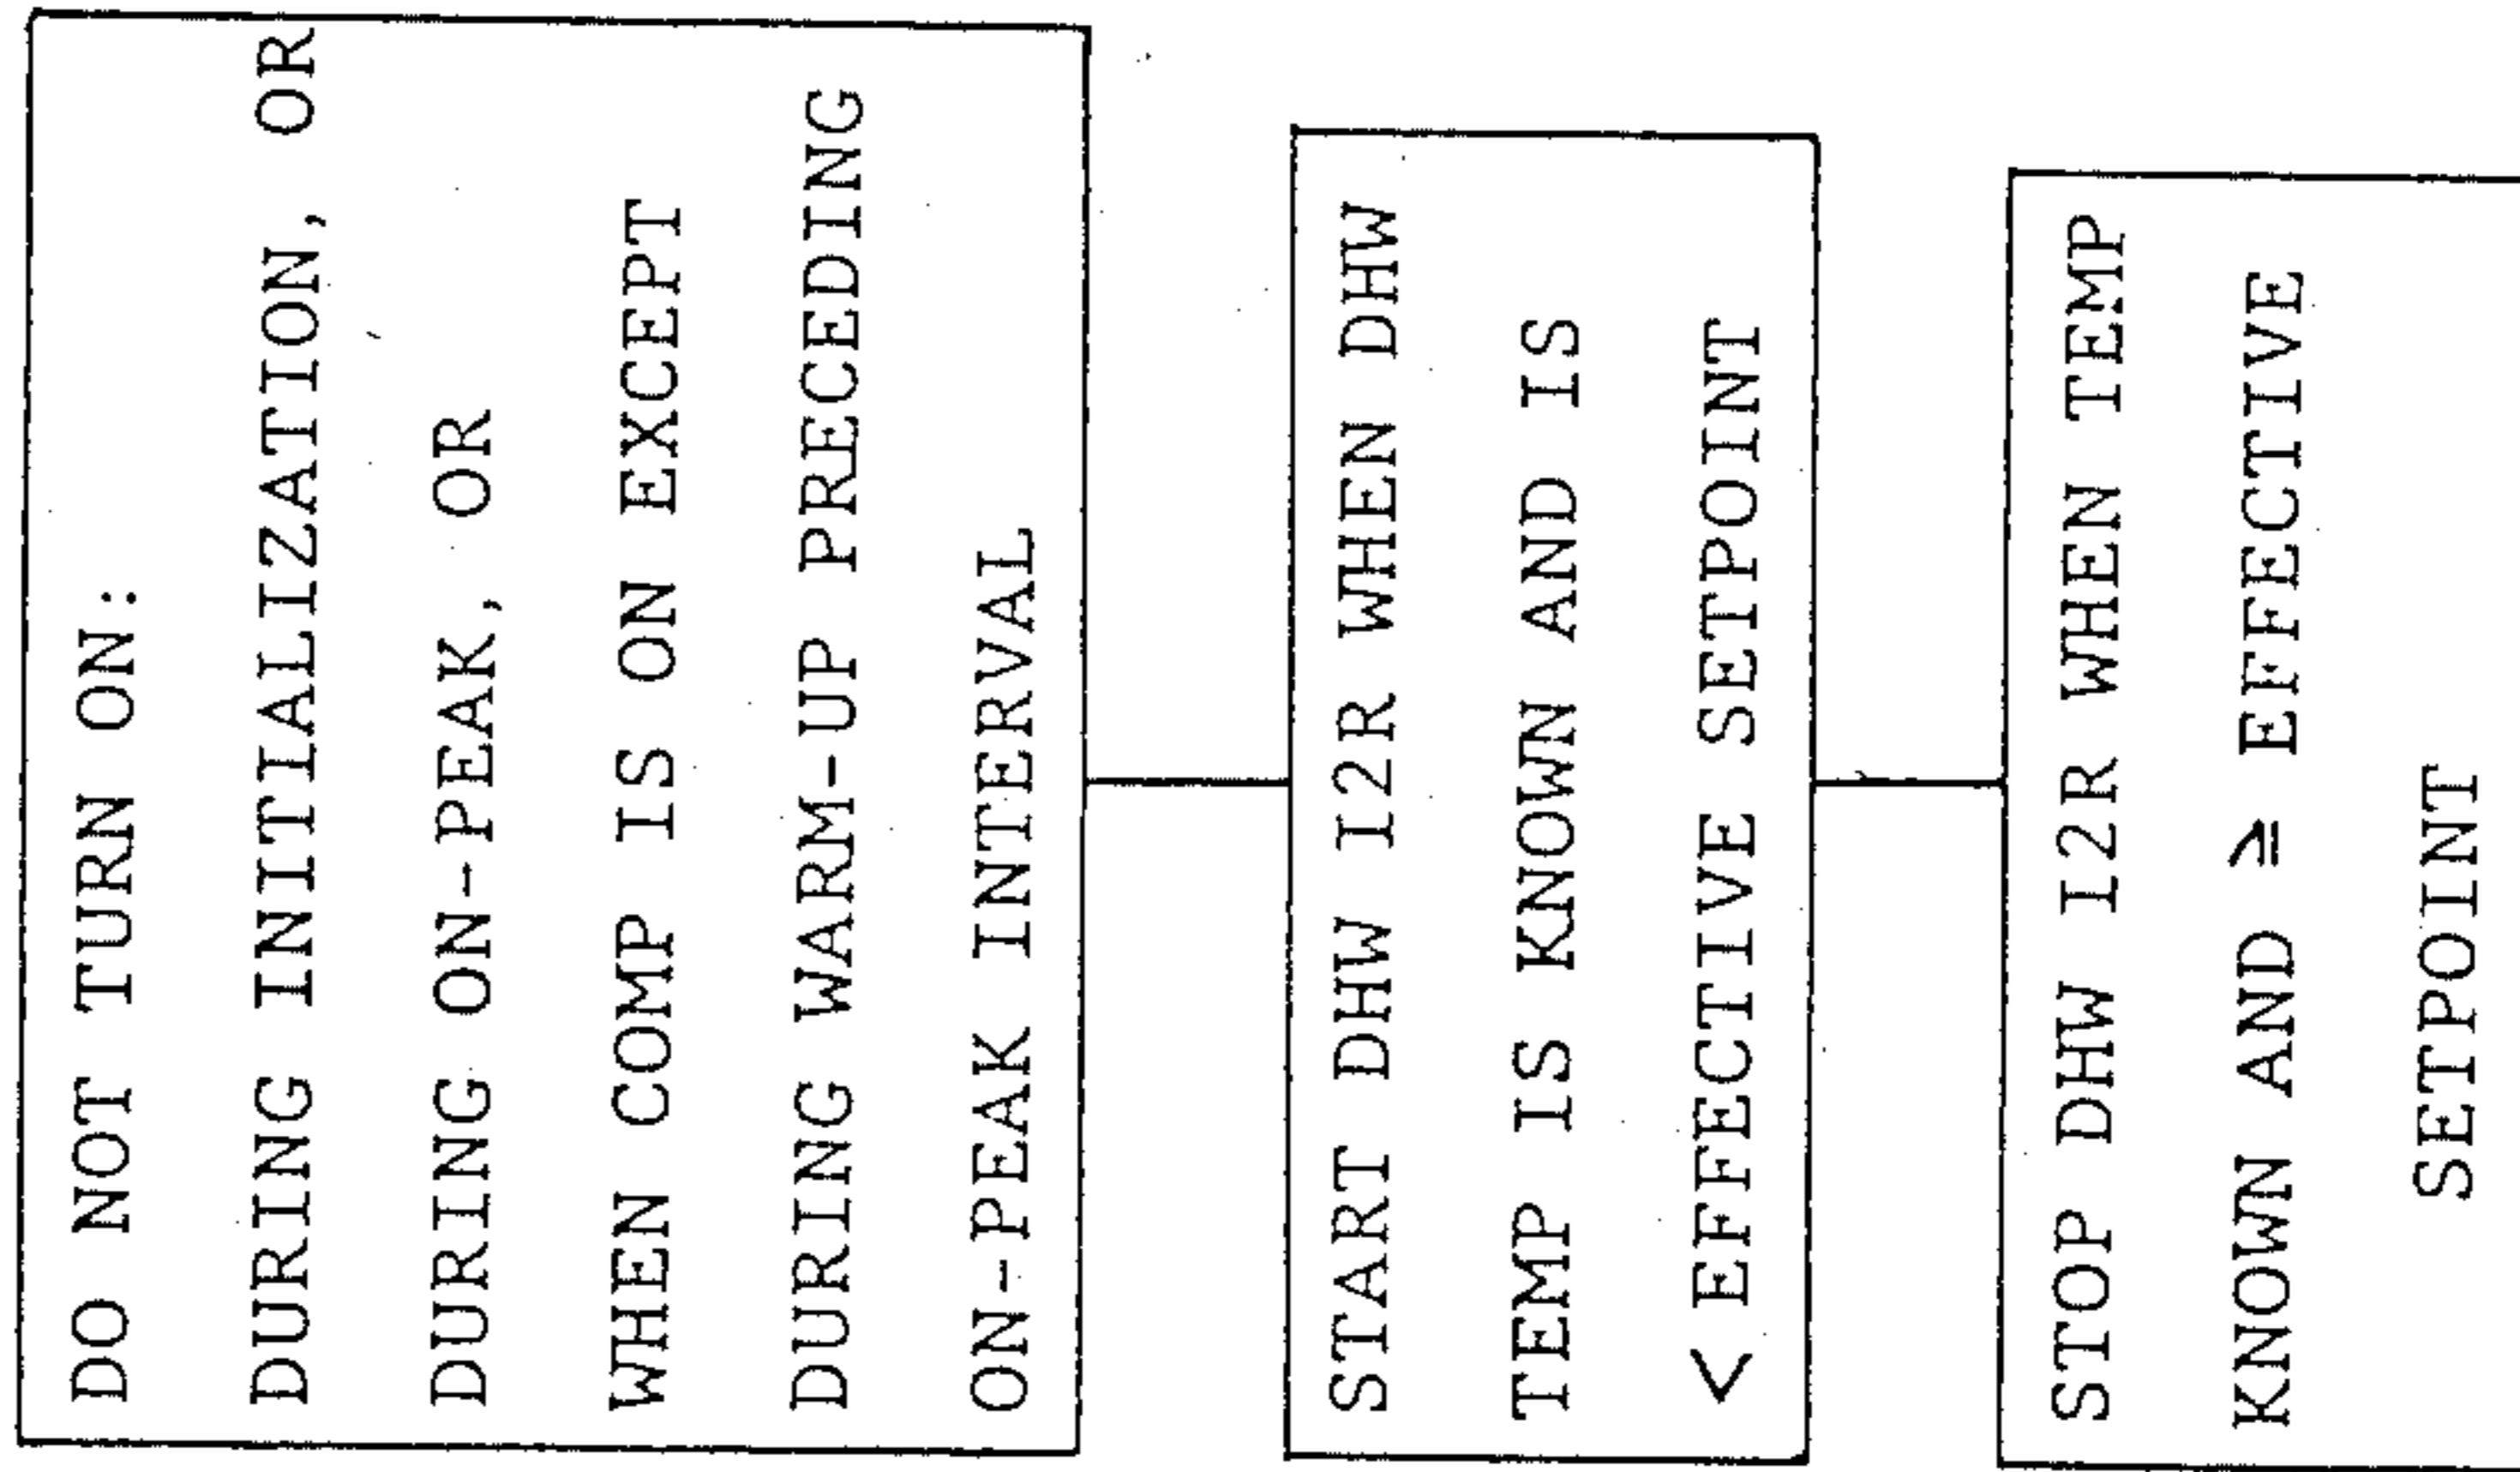 DO NOT TURN ON:
DURING INITIALIZATION, OR
DURING ON-PEAK, OR
WHEN COMP IS ON EXCEPT
DURING WARM-UP PRECEDING
ON-PEAK INTERVAL
START DHW I2R WHEN DHW
TEMP IS KNOWN AND IS
< EFFECTIVE SETPOINT
STOP DHW I2R WHEN TEMP
KNOWN AND ≥ EFFECTIVE
SETPOINT